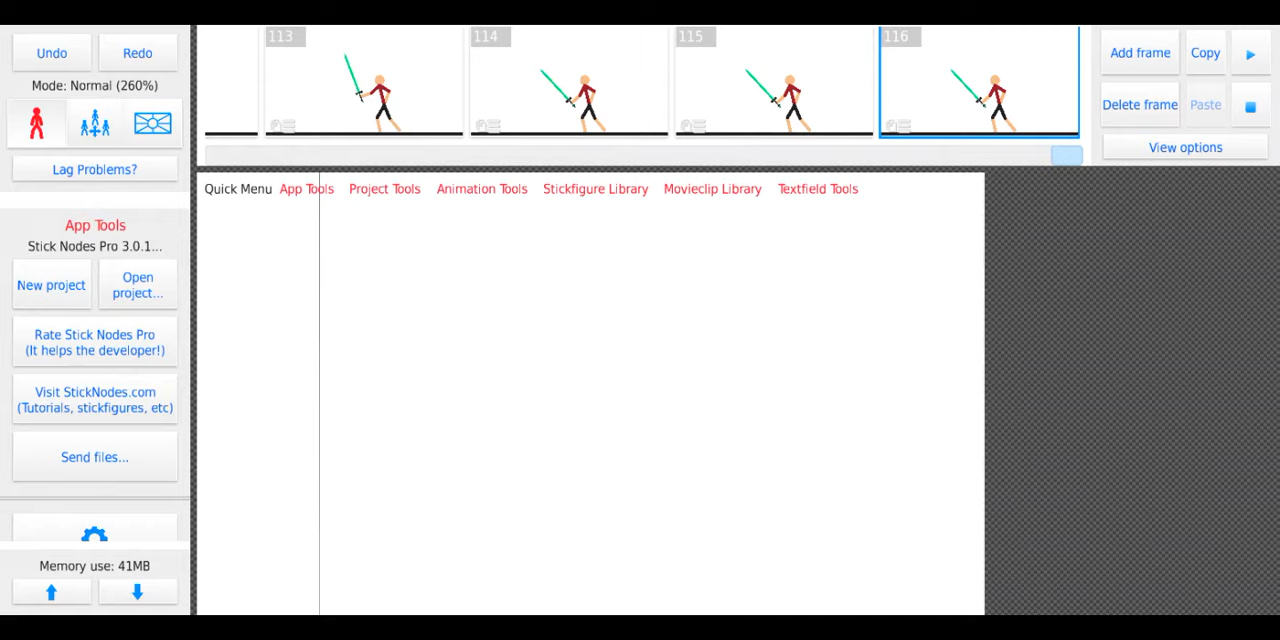 Undo
Redo
Mode: Normal (260%)
Lag Problems?
App Tools
Stick Nodes Pro 3.0.1...
New project
Open
project...
Rate Stick Nodes Pro
(It helps the developer!)
Visit StickNodes.com
(Tutorials, stickfigures, etc)
Send files...
Memory use: 41MB
113
114
115
116
Add frame
Copy
Delete frame
Paste
View options
Quick Menu App Tools Project Tools Animation Tools Stickfigure Library Movieclip Library Textfield Tools